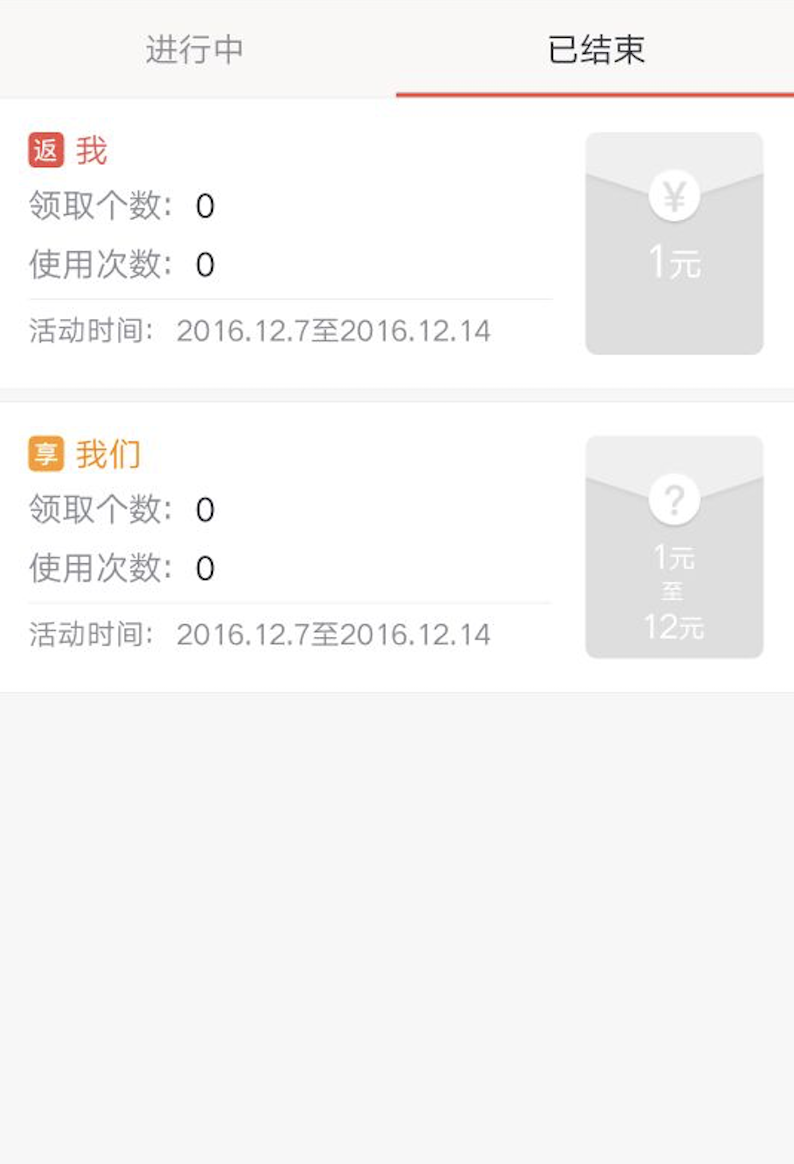 进行中 已结束
返 我
领取个数： 0
使用次数： 0
活动时间： 2016.12.7至2016.12.14
¥
1元
享 我们
领取个数： 0
使用次数： 0
活动时间： 2016.12.7至2016.12.14
?
1元
至
12元